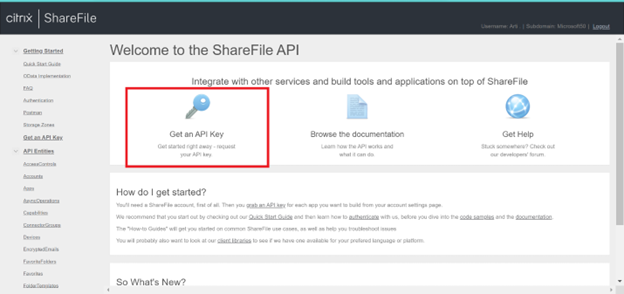 citrix | ShareFile
Username: Arti. | Subdomain: MicrosoftISI | Logout
Getting Started
Quick Start Guide
OData Implementation
FAQ
Authentication
Postman
Storage Zones
Get an API Key
API Entities
AccessControls
Accounts
Apps
AsyncOperations
Capabilities
ConnectorGroups
Devices
EncryptedEmails
FavoriteFolders
Favorites
FolderTemplates
Welcome to the ShareFile API
Integrate with other services and build tools and applications on top of ShareFile
Get an API Key
Get started right away - request
your API key.
Browse the documentation
Learn how the API works and
what it can do.
Get Help
Stuck somewhere? Check out
our developers' forum.
How do I get started?
You'll need a ShareFile account, first of all. Then you grab an API key for each app you want to build from your account settings page.
We recommend that you start out by checking out our Quick Start Guide and then learn how to authenticate with us, before you dive into the code samples and the documentation.
The "How-to Guides" will get you started on common ShareFile use cases, as well as help you troubleshoot issues
You will probably also want to look at our client libraries to see if we have one available for your prefered language or platform.
So What's New?